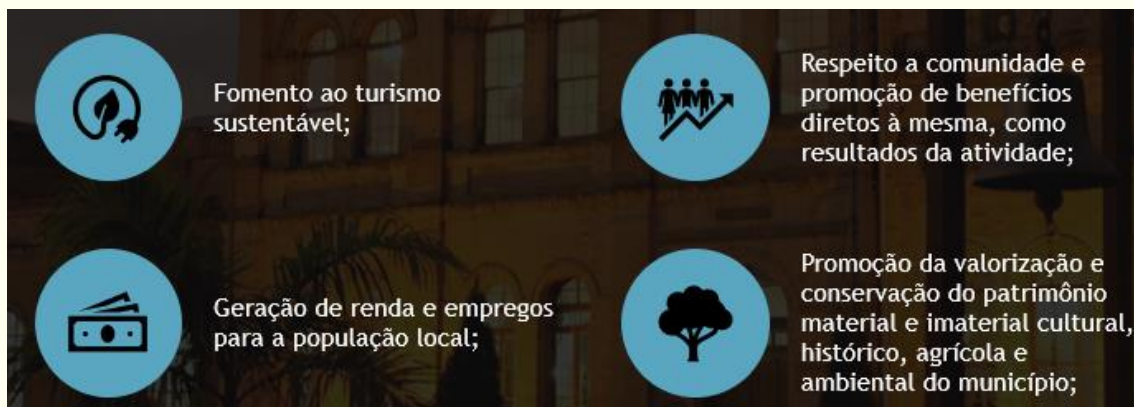 Fomento ao turismo
sustentável;
Respeito a comunidade e
promoção de benefícios
diretos à mesma, como
resultados da atividade;
Geração de renda e empregos
para a população local;
Promoção da valorização e
conservação do patrimônio
material e imaterial cultural,
histórico, agrícola e
ambiental do município;